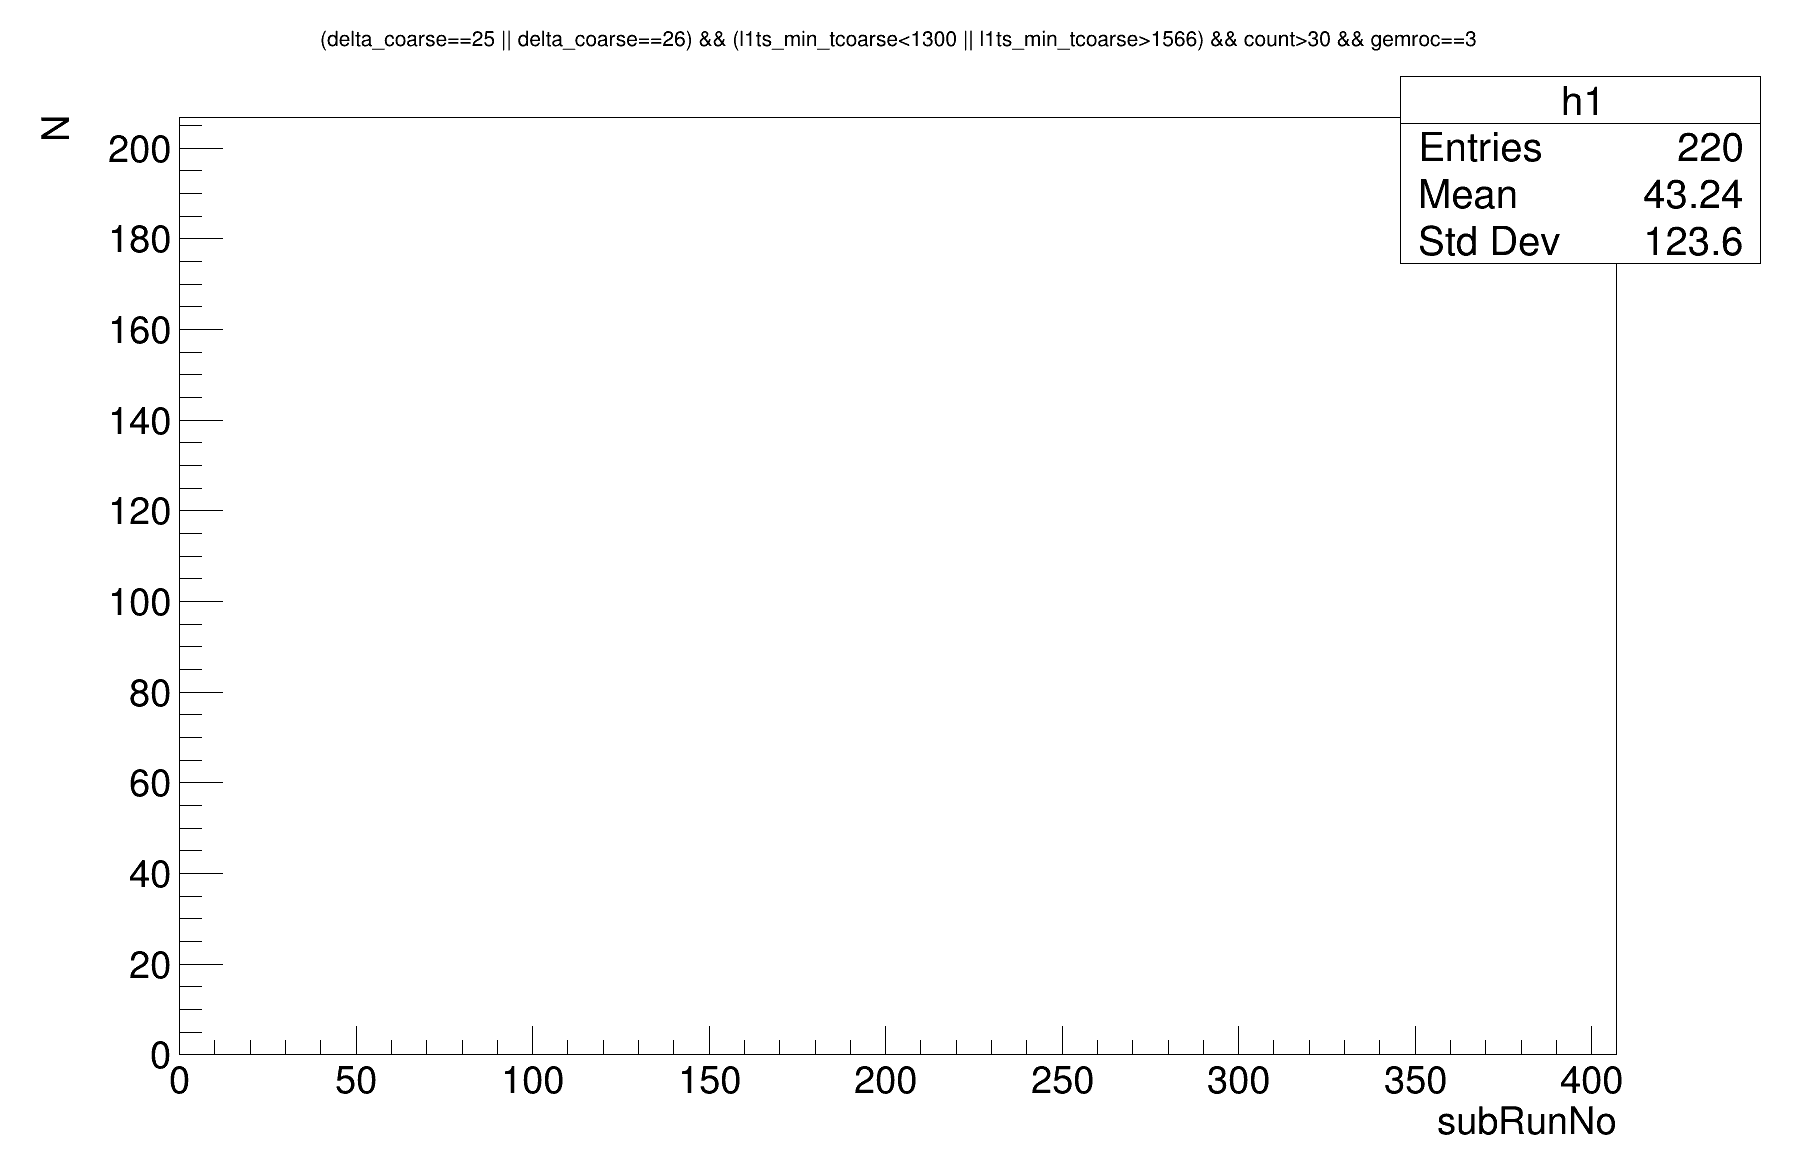 (delta_coarse==25 || delta_coarse==26) && (l1ts_min_tcoarse<1300 || l1ts_min_tcoarse>1566) && count>30 && gemroc==3
h1
Entries 220
Mean 43.24
Std Dev 123.6
N
200
180
160
140
120
100
80
60
40
20
0
0 50 100 150 200 250 300 350 400
subRunNo